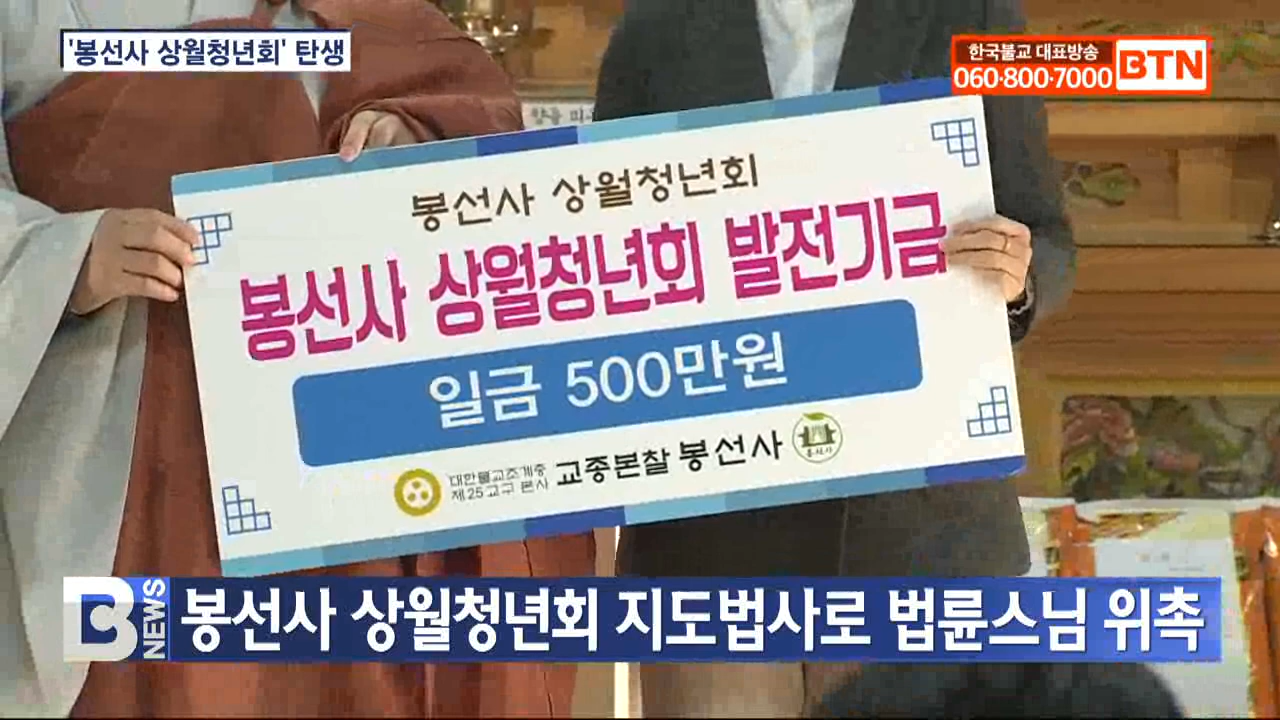 '봉선사 상월청년회' 탄생
한국불교 대표방송
060·800·7000
BTN
봉선사 상월청년회
봉선사 상월청년회 발전기금
일금 500만원
대한불교조계종
제25교구 본사
교종본찰 봉선사
봉선사
B NEWS
봉선사 상월청년회 지도법사로 법륜스님 위촉